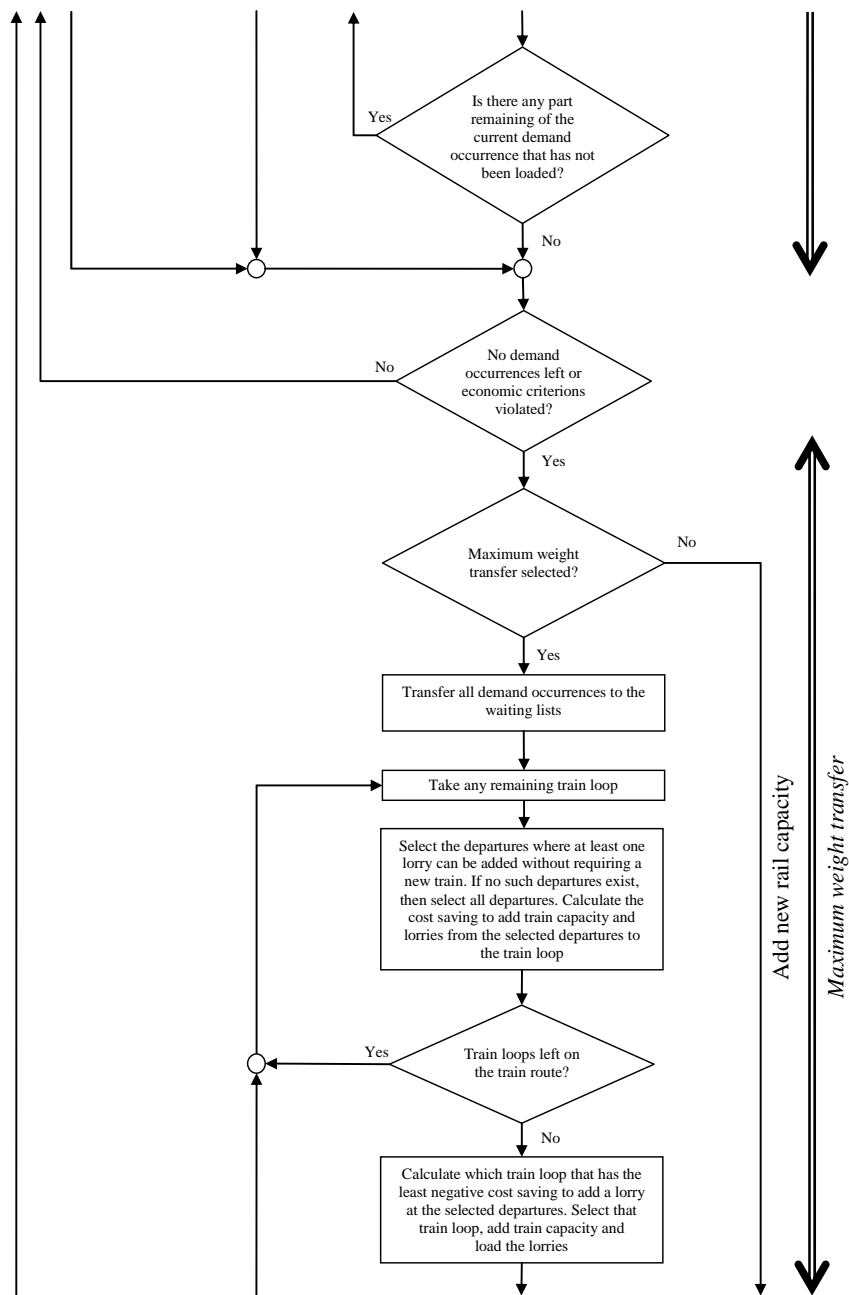 Is there any part
remaining of the
current demand
occurrence that has not
been loaded?
Yes
No
No demand
occurrences left or
economic criterions
violated?
No
Yes
Maximum weight
transfer selected?
No
Yes
Transfer all demand occurrences to the
waiting lists
Take any remaining train loop
Select the departures where at least one
lorry can be added without requiring a
new train. If no such departures exist,
then select all departures. Calculate the
cost saving to add train capacity and
lorries from the selected departures to
the train loop
Train loops left on
the train route?
Yes
No
Calculate which train loop that has the
least negative cost saving to add a lorry
at the selected departures. Select that
train loop, add train capacity and
load the lorries
Add new rail capacity
Maximum weight transfer